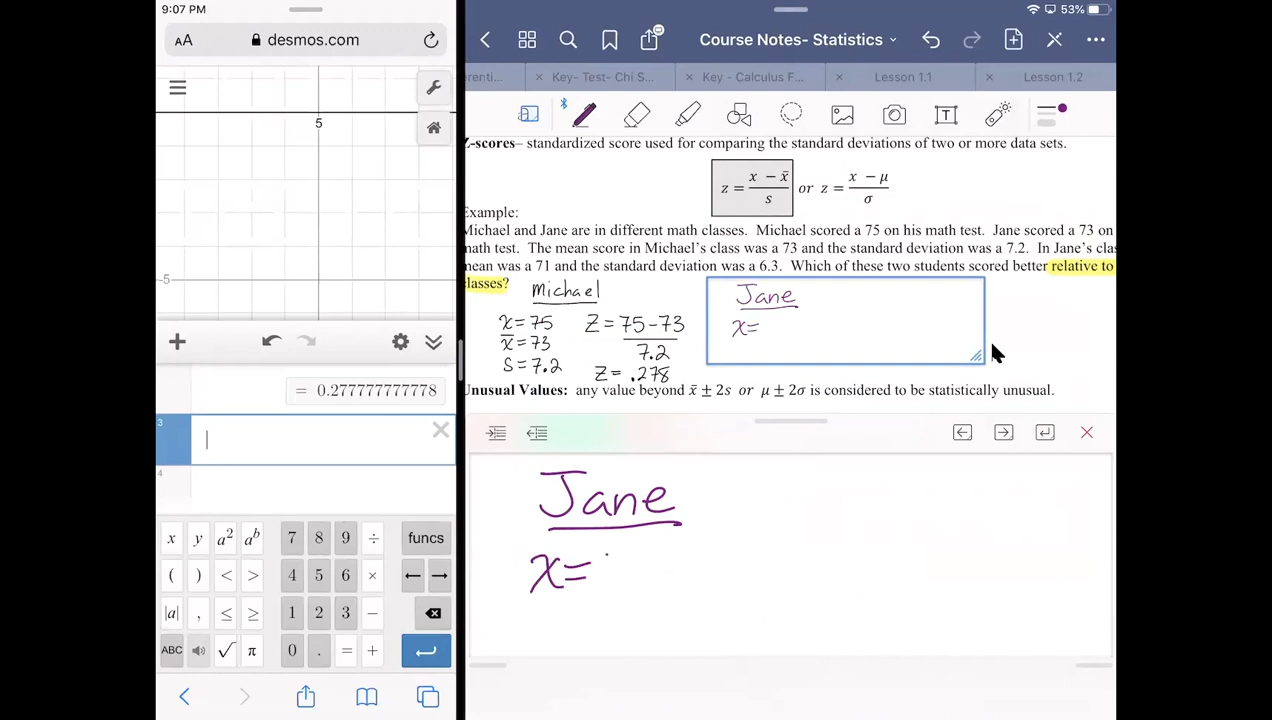 9:07 PM
53%
AA desmos.com
5
-5
= 0.277777777778
3
4
x y a² aᵇ 7 8 9 ÷ funcs
( ) < > 4 5 6 × ← →
|a| , ≤ ≥ 1 2 3 −
ABC √ π 0 . = +
Course Notes- Statistics
Key- Test- Chi S...
Key - Calculus F...
Lesson 1.1
Lesson 1.2
Z-scores– standardized score used for comparing the standard deviations of two or more data sets.
z = (x − x̄)/s or z = (x − μ)/σ
Example:
Michael and Jane are in different math classes. Michael scored a 75 on his math test. Jane scored a 73 on
math test. The mean score in Michael's class was a 73 and the standard deviation was a 7.2. In Jane's clas
mean was a 71 and the standard deviation was a 6.3. Which of these two students scored better relative to
classes?
Michael
x = 75
x̄ = 73
s = 7.2
Z = 75-73
7.2
Z = .278
Jane
x=
Unusual Values: any value beyond x̄ ± 2s or μ ± 2σ is considered to be statistically unusual.
Jane
x=